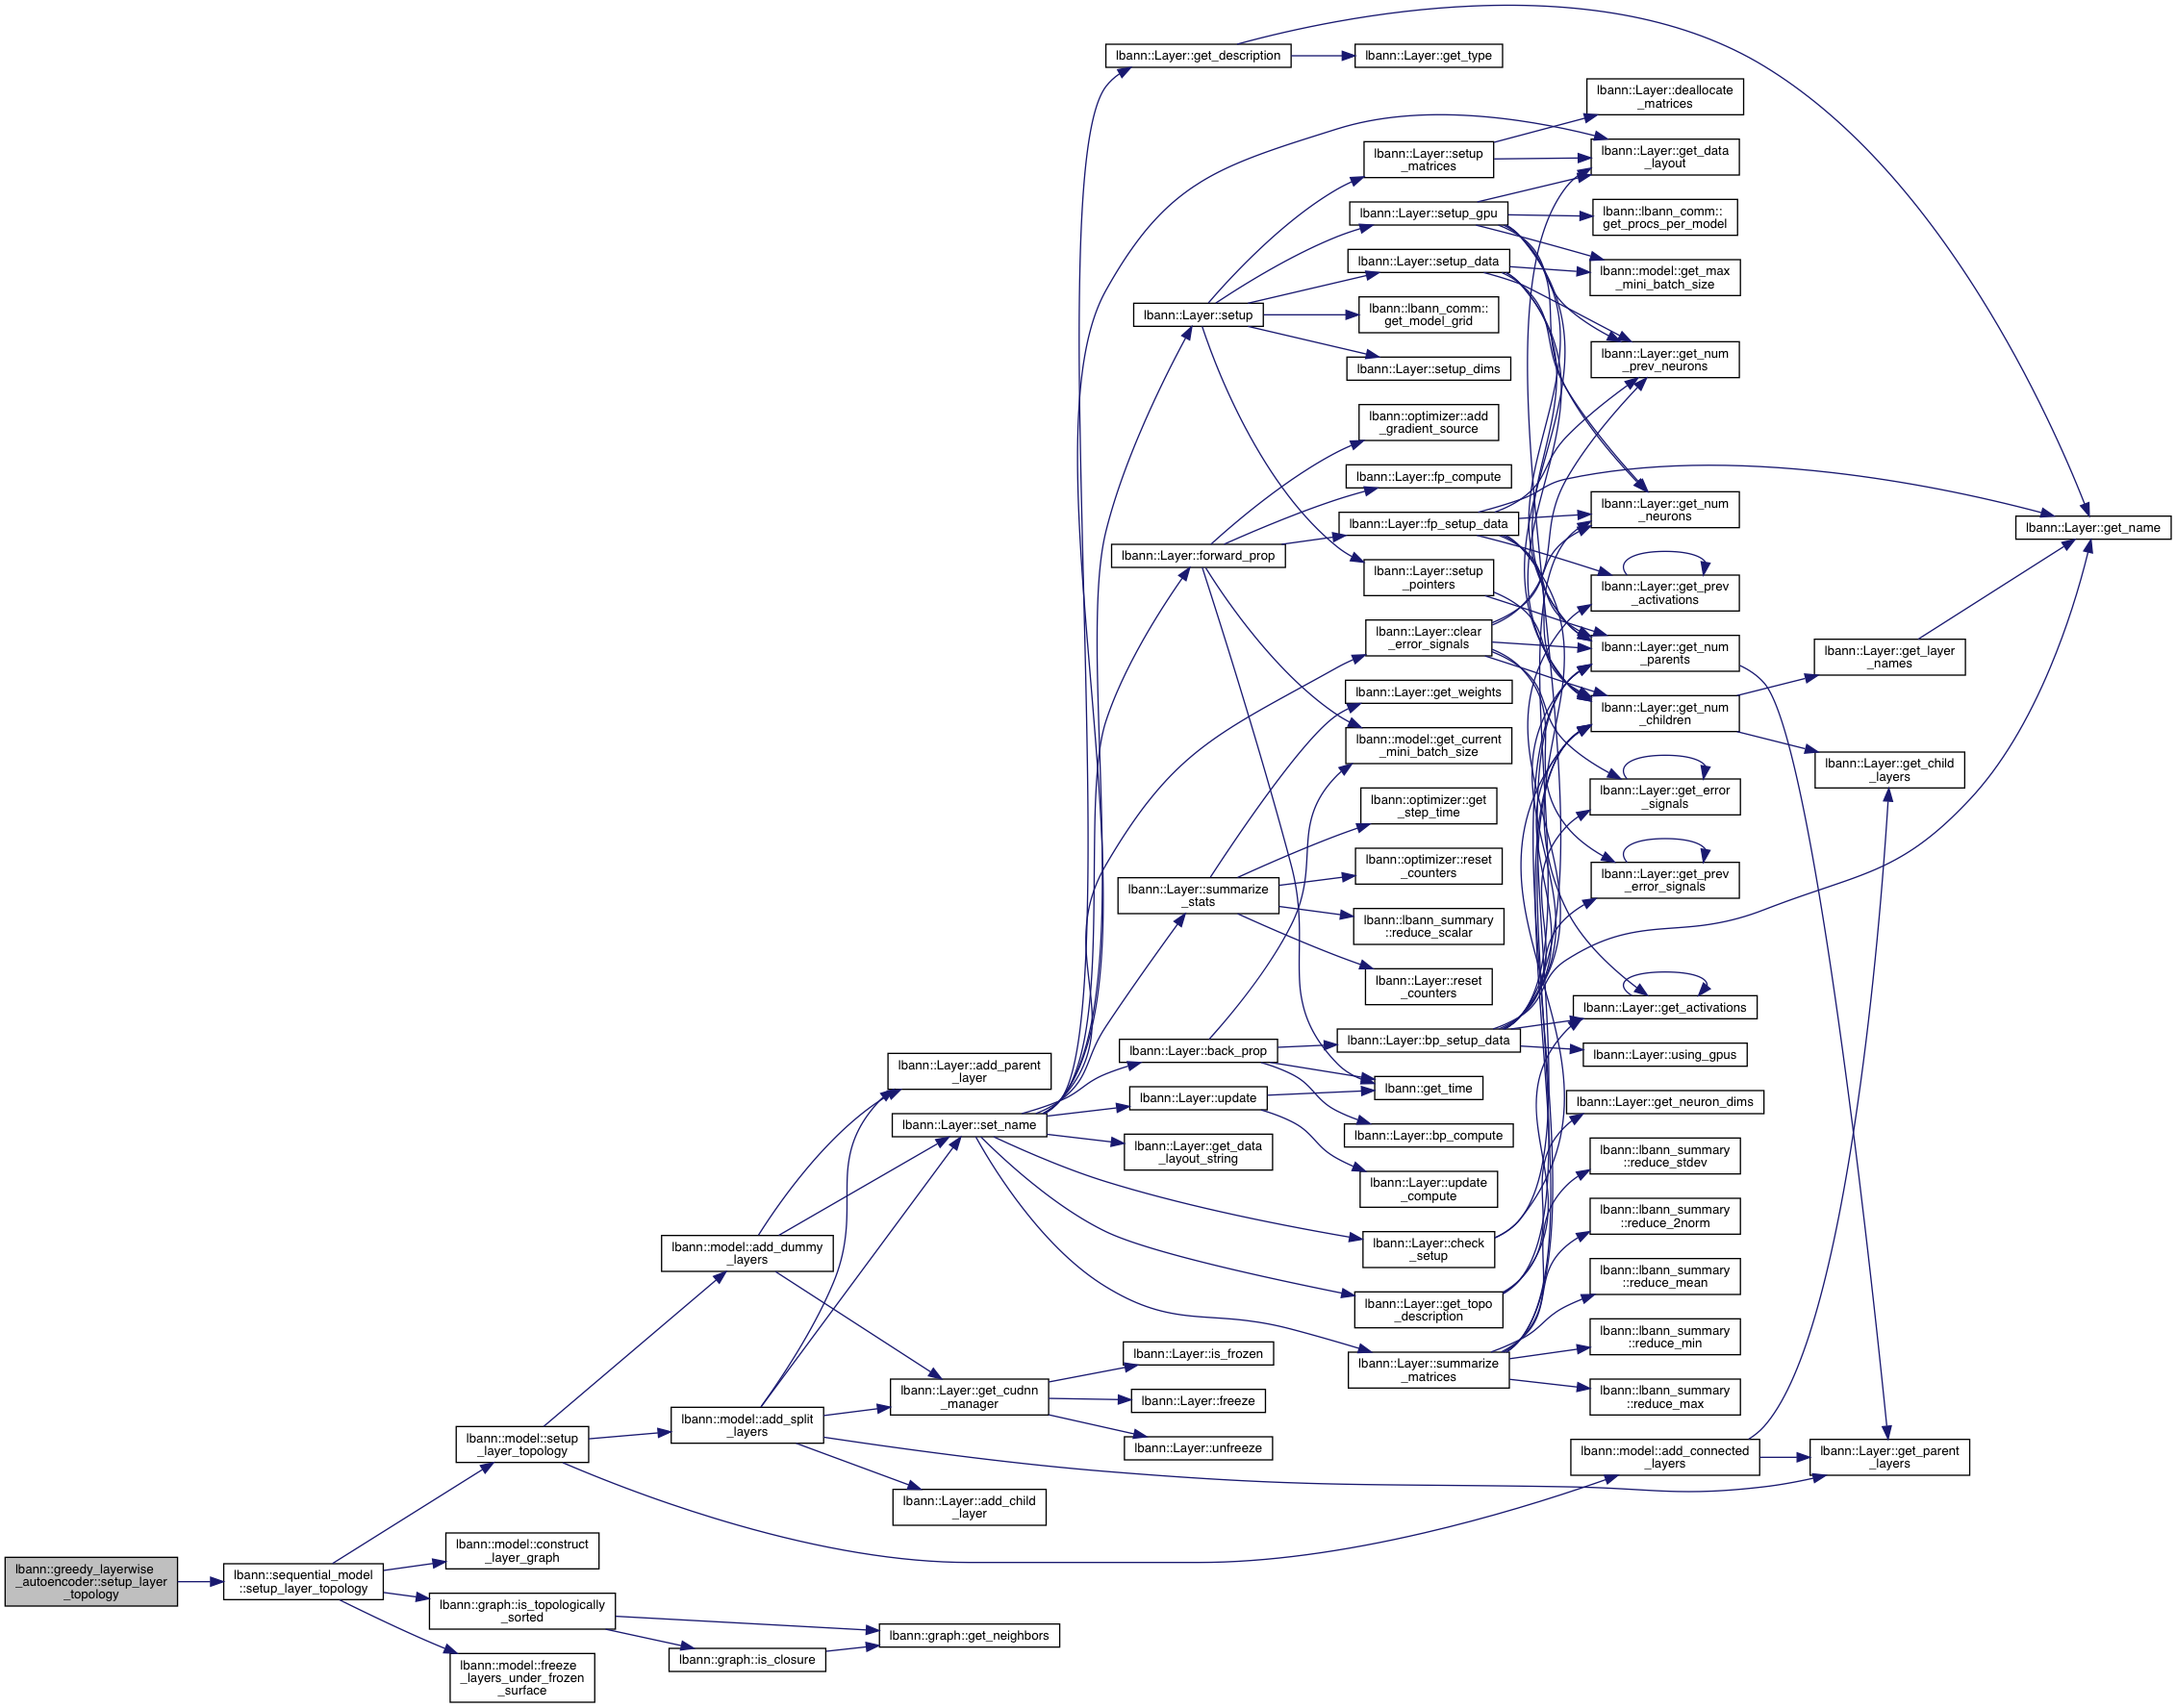 lbann::greedy_layerwise
_autoencoder::setup_layer
_topology
lbann::sequential_model
::setup_layer_topology
lbann::model::setup
_layer_topology
lbann::model::construct
_layer_graph
lbann::graph::is_topologically
_sorted
lbann::model::freeze
_layers_under_frozen
_surface
lbann::model::add_dummy
_layers
lbann::model::add_split
_layers
lbann::graph::is_closure
lbann::Layer::add_parent
_layer
lbann::Layer::set_name
lbann::Layer::get_cudnn
_manager
lbann::Layer::add_child
_layer
lbann::graph::get_neighbors
lbann::Layer::get_description
lbann::Layer::setup
lbann::Layer::forward_prop
lbann::Layer::summarize
_stats
lbann::Layer::back_prop
lbann::Layer::update
lbann::Layer::get_data
_layout_string
lbann::Layer::is_frozen
lbann::Layer::freeze
lbann::Layer::unfreeze
lbann::Layer::get_type
lbann::Layer::setup
_matrices
lbann::Layer::setup_gpu
lbann::Layer::setup_data
lbann::lbann_comm::
get_model_grid
lbann::Layer::setup_dims
lbann::optimizer::add
_gradient_source
lbann::Layer::fp_compute
lbann::Layer::fp_setup_data
lbann::Layer::setup
_pointers
lbann::Layer::clear
_error_signals
lbann::Layer::get_weights
lbann::model::get_current
_mini_batch_size
lbann::optimizer::get
_step_time
lbann::optimizer::reset
_counters
lbann::lbann_summary
::reduce_scalar
lbann::Layer::reset
_counters
lbann::Layer::bp_setup_data
lbann::get_time
lbann::Layer::bp_compute
lbann::Layer::update
_compute
lbann::Layer::check
_setup
lbann::Layer::get_topo
_description
lbann::Layer::summarize
_matrices
lbann::Layer::deallocate
_matrices
lbann::Layer::get_data
_layout
lbann::lbann_comm::
get_procs_per_model
lbann::model::get_max
_mini_batch_size
lbann::Layer::get_num
_prev_neurons
lbann::Layer::get_num
_neurons
lbann::Layer::get_prev
_activations
lbann::Layer::get_num
_parents
lbann::Layer::get_num
_children
lbann::Layer::get_error
_signals
lbann::Layer::get_prev
_error_signals
lbann::Layer::get_activations
lbann::Layer::using_gpus
lbann::Layer::get_neuron_dims
lbann::lbann_summary
::reduce_stdev
lbann::lbann_summary
::reduce_2norm
lbann::lbann_summary
::reduce_mean
lbann::lbann_summary
::reduce_min
lbann::lbann_summary
::reduce_max
lbann::model::add_connected
_layers
lbann::Layer::get_layer
_names
lbann::Layer::get_child
_layers
lbann::Layer::get_parent
_layers
lbann::Layer::get_name